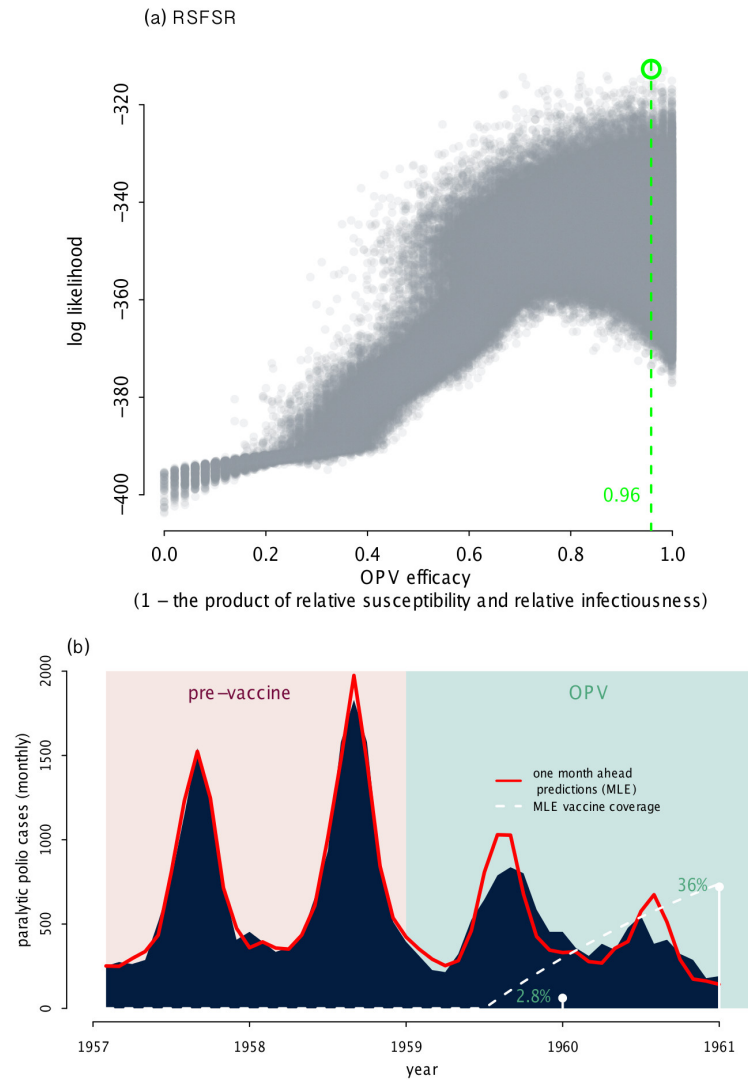 (a) RSFSR
−320
−340
−360
−380
−400
log likelihood
0.96
0.0 0.2 0.4 0.6 0.8 1.0
OPV efficacy
(1 − the product of relative susceptibility and relative infectiousness)
(b)
2000
1500
1000
500
0
paralytic polio cases (monthly)
pre−vaccine
OPV
one month ahead
predictions (MLE)
MLE vaccine coverage
36%
2.8%
1957 1958 1959 1960 1961
year